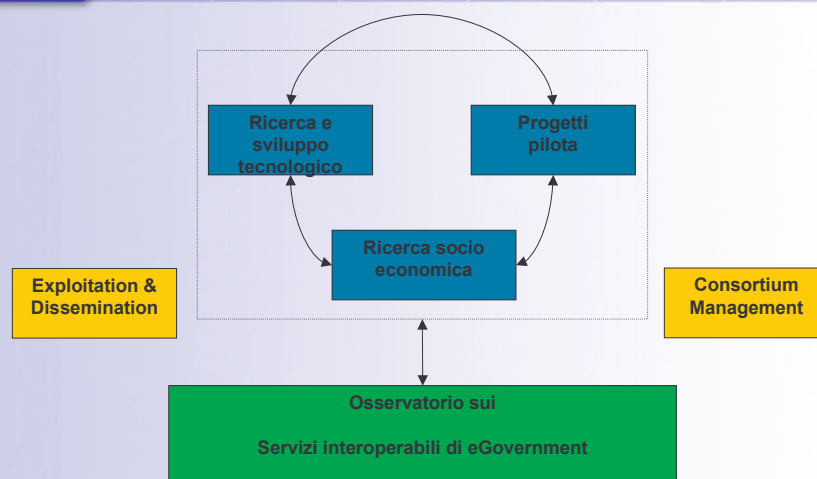 Ricerca e
sviluppo
tecnologico
Progetti
pilota
Ricerca socio
economica
Exploitation &
Dissemination
Consortium
Management
Osservatorio sui
Servizi interoperabili di eGovernment